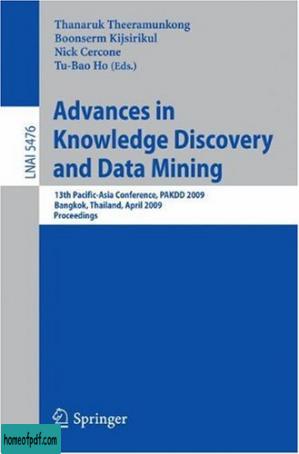 Thanaruk Theeramunkong
Boonserm Kijsirikul
Nick Cercone
Tu-Bao Ho (Eds.)
LNAI 5476
Advances in
Knowledge Discovery
and Data Mining
13th Pacific-Asia Conference, PAKDD 2009
Bangkok, Thailand, April 2009
Proceedings
Springer
homeofpdf.com